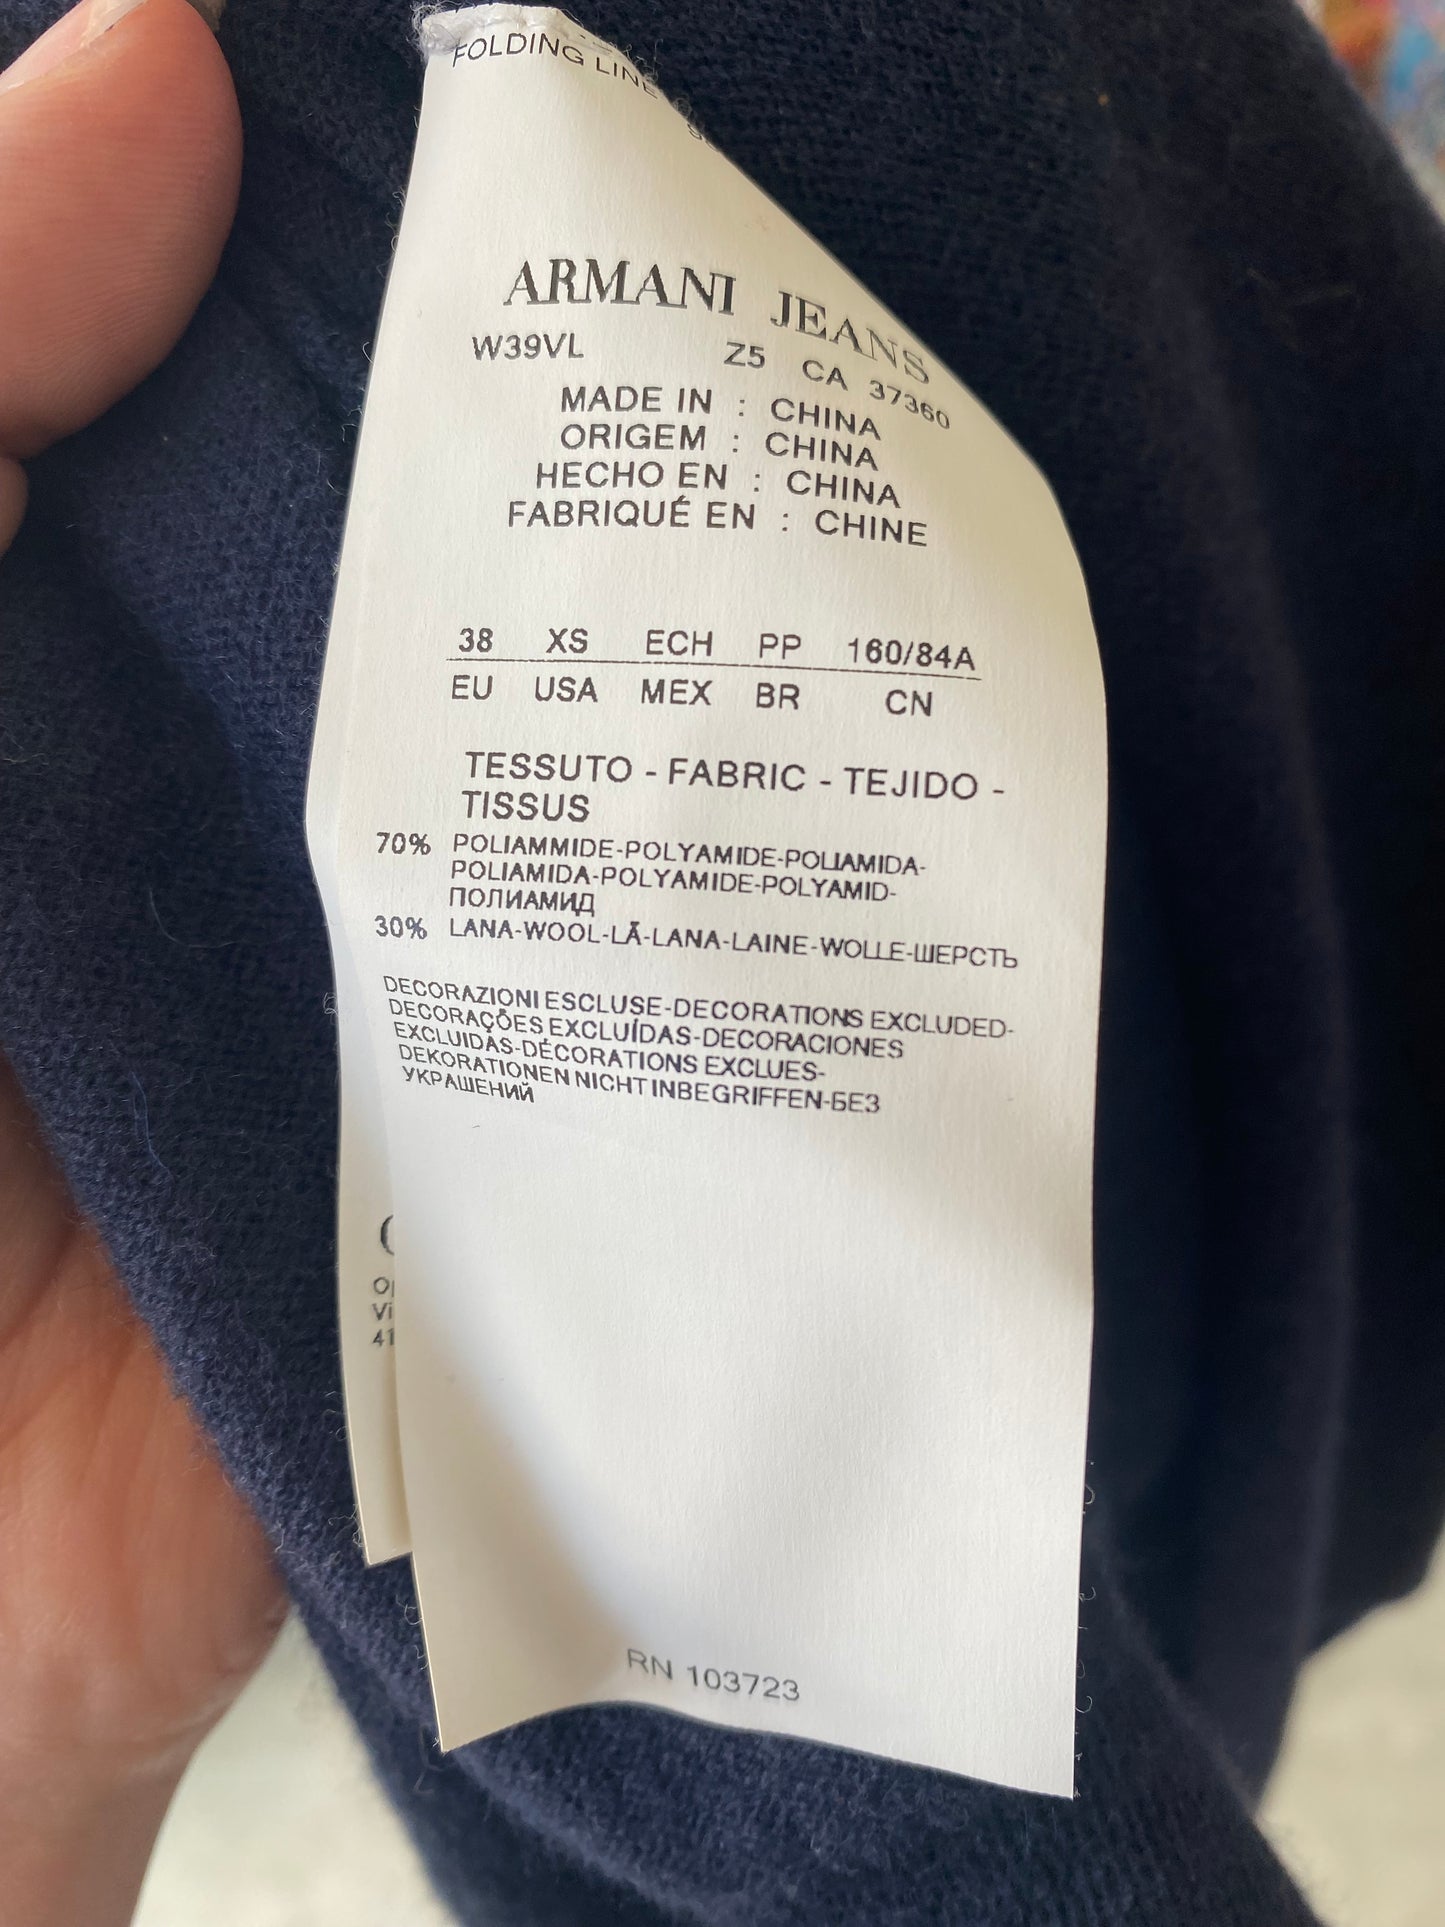 FOLDING LINE
ARMANI JEANS
W39VL Z5 CA 37360
MADE IN : CHINA
ORIGEM : CHINA
HECHO EN : CHINA
FABRIQUÉ EN : CHINE
38 XS ECH PP 160/84A
EU USA MEX BR CN
TESSUTO - FABRIC - TEJIDO -
TISSUS
70% POLIAMMIDE-POLYAMIDE-POLIAMIDA-
POLIAMIDA-POLYAMIDE-POLYAMID-
ПОЛИАМИД
30% LANA-WOOL-LÃ-LANA-LAINE-WOLLE-ШЕРСТЬ
DECORAZIONI ESCLUSE-DECORATIONS EXCLUDED-
DECORAÇÕES EXCLUÍDAS-DECORACIONES
EXCLUIDAS-DÉCORATIONS EXCLUES-
DEKORATIONEN NICHT INBEGRIFFEN-БЕЗ
УКРАШЕНИЙ
RN 103723